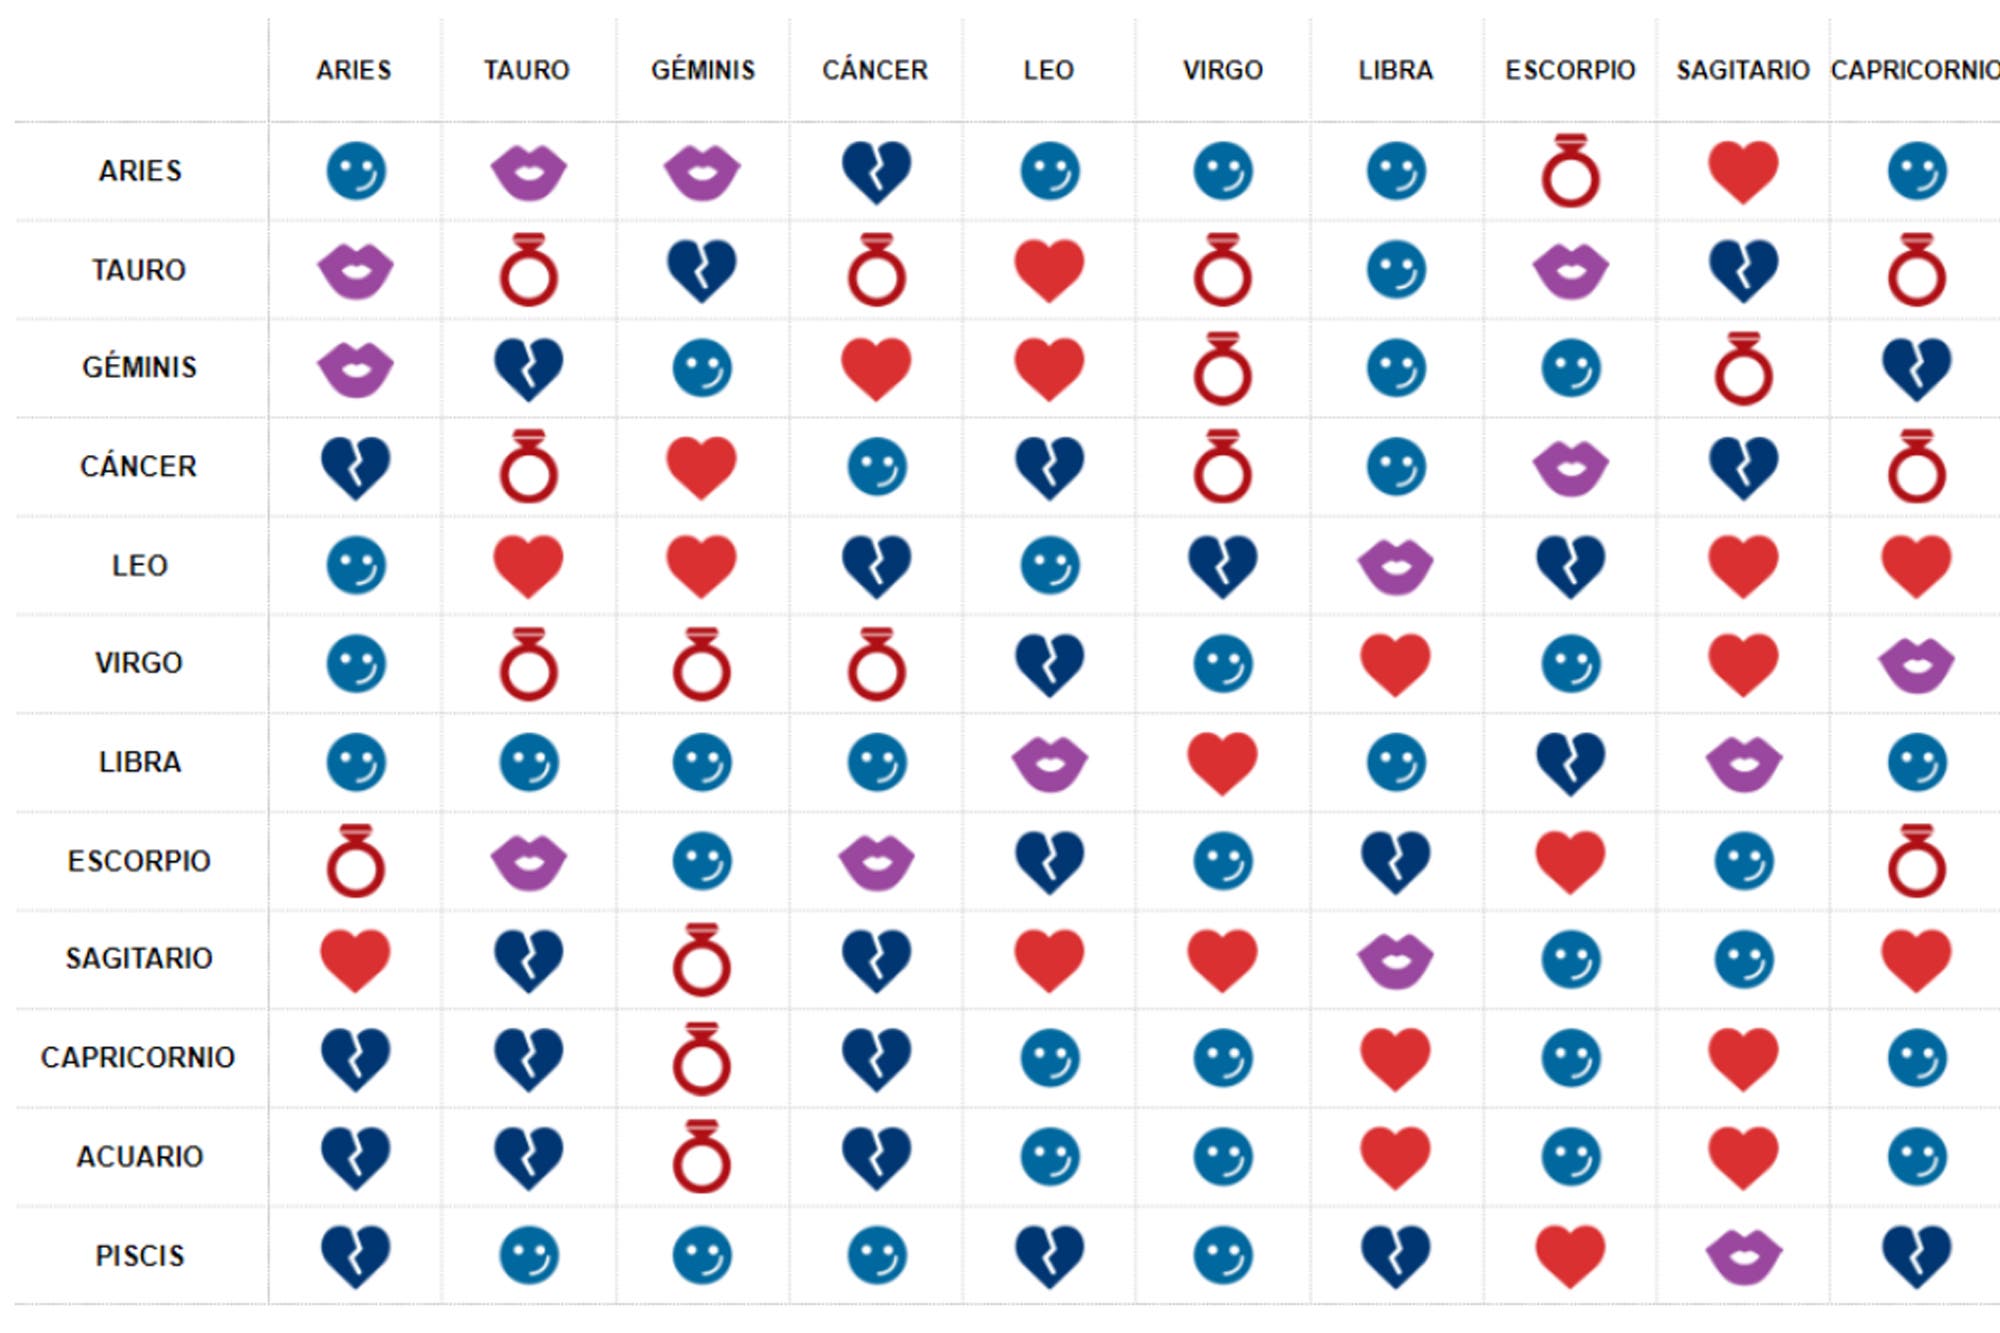 ARIES TAURO GÉMINIS CÁNCER LEO VIRGO LIBRA ESCORPIO SAGITARIO CAPRICORNIO
ARIES
TAURO
GÉMINIS
CÁNCER
LEO
VIRGO
LIBRA
ESCORPIO
SAGITARIO
CAPRICORNIO
ACUARIO
PISCIS